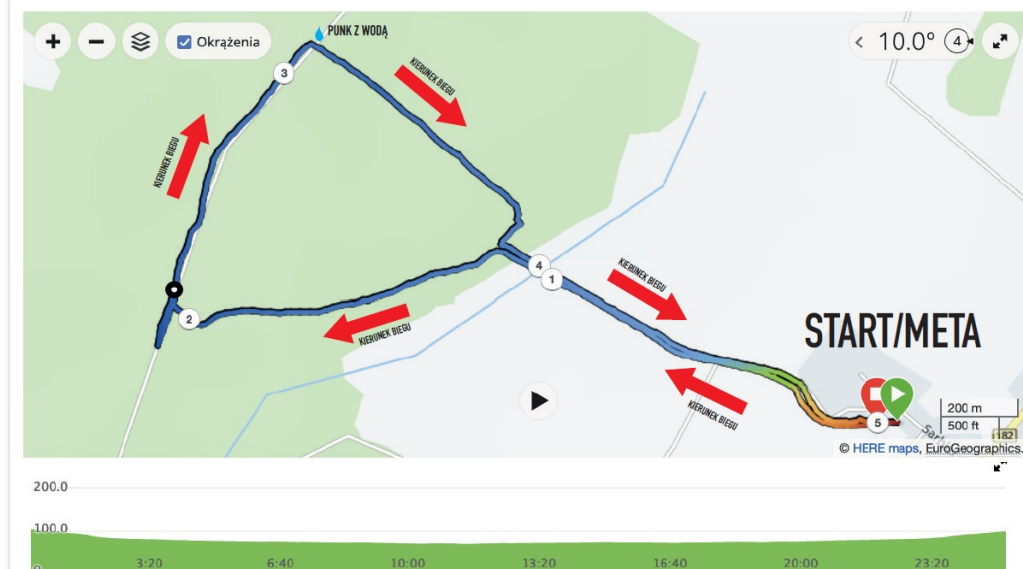 PUNK Z WODĄ
Okrążenia
10.0°
4
3
KIERUNEK BIEGU
KIERUNEK BIEGU
4
1
KIERUNEK BIEGU
2
KIERUNEK BIEGU
START/META
KIERUNEK BIEGU
5
200 m
500 ft
182
© HERE maps, EuroGeographics.
200.0
100.0
0
3:20
6:40
10:00
13:20
16:40
20:00
23:20